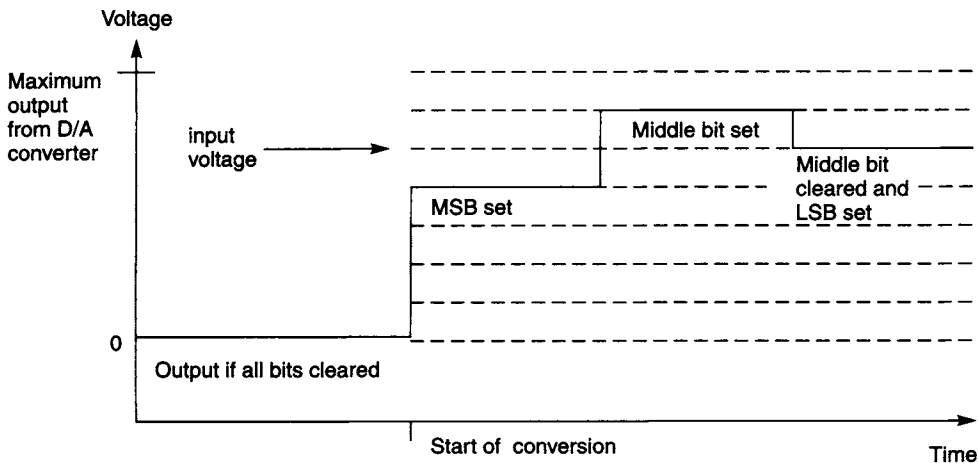 Voltage
Maximum
output
from D/A
converter
input
voltage
Middle bit set
Middle bit
cleared and
LSB set
MSB set
0
Output if all bits cleared
Start of conversion
Time